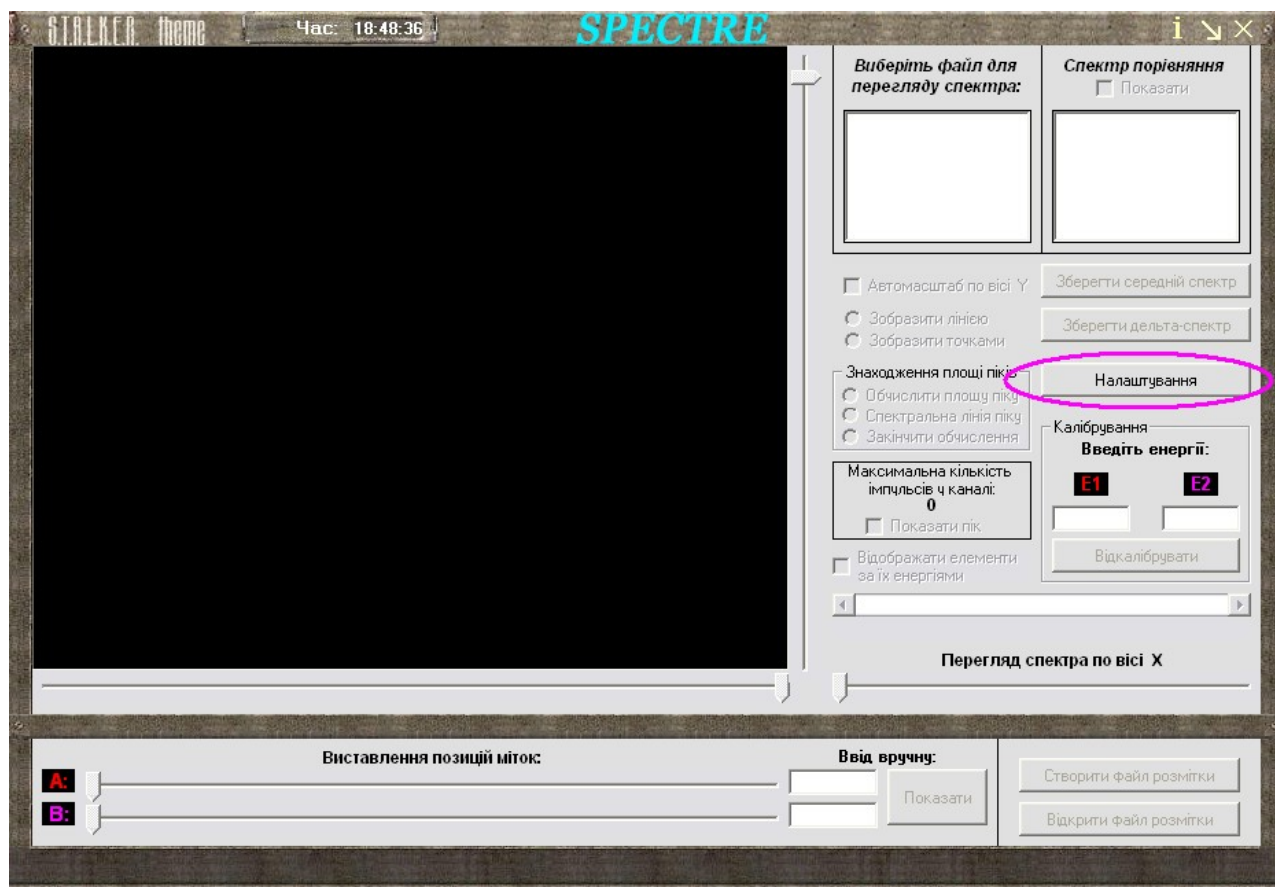 S.T.A.L.K.E.R. theme
Час: 18:48:36
SPECTRE
Виберіть файл для
перегляду спектра:
Спектр порівняння
Показати
Автомасштаб по вісі Y
Зберегти середній спектр
Зобразити лінією
Зобразити точками
Зберегти дельта-спектр
Знаходження площі піків
Обчислити площу піку
Спектральна лінія піку
Закінчити обчислення
Налаштування
Калібрування
Введіть енергії:
E1
E2
Відкалібрувати
Максимальна кількість
імпульсів у каналі:
0
Показати пік
Відображати елементи
за їх енергіями
Перегляд спектра по вісі X
Виставлення позицій міток:
Ввід вручну:
A:
B:
Показати
Створити файл розмітки
Відкрити файл розмітки